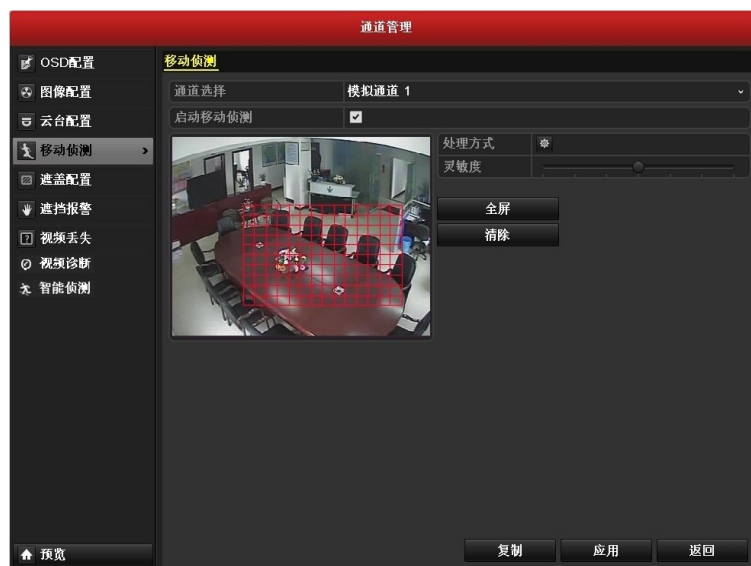 通道管理
OSD配置
图像配置
云台配置
移动侦测
遮盖配置
遮挡报警
视频丢失
视频诊断
智能侦测
预览
移动侦测
通道选择 模拟通道 1
启动移动侦测
处理方式
灵敏度
全屏
清除
复制 应用 返回